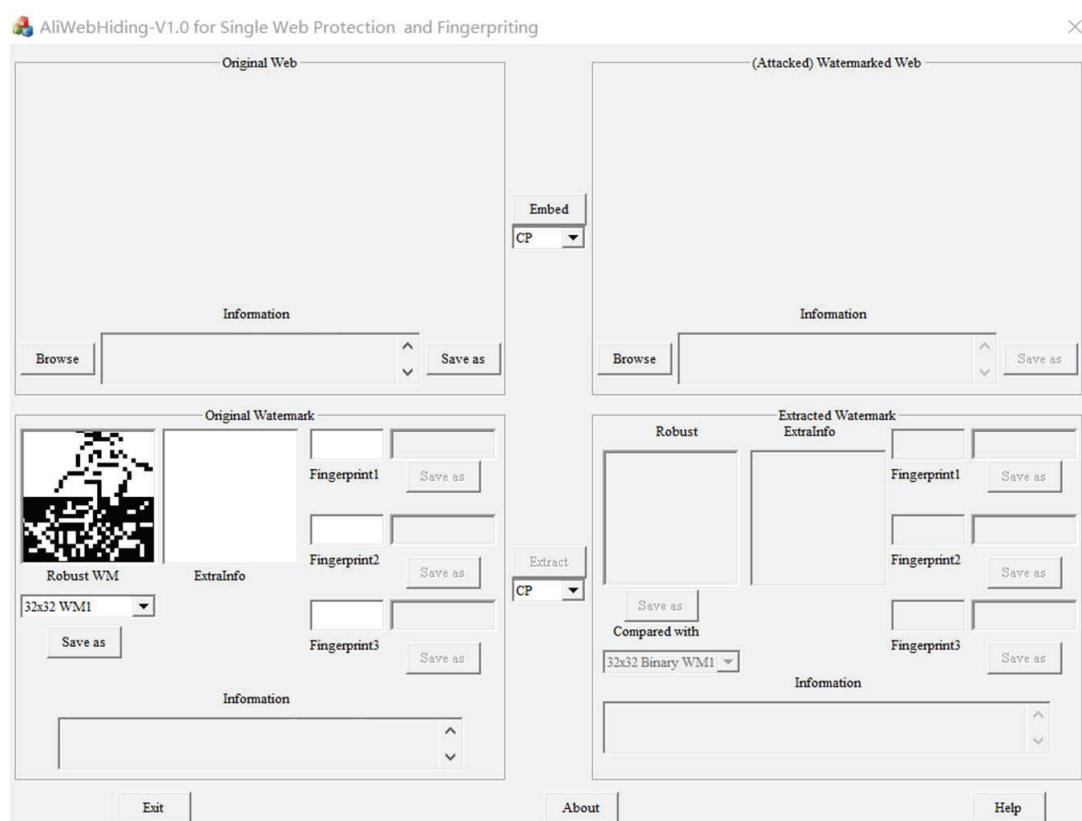 AliWebHiding-V1.0 for Single Web Protection and Fingerpriting
Original Web
Information
Browse
Save as
Embed
CP
(Attacked) Watermarked Web
Information
Browse
Save as
Original Watermark
Robust WM
32x32 WM1
Save as
ExtraInfo
Fingerprint1
Save as
Fingerprint2
Save as
Fingerprint3
Save as
Information
Extract
CP
Extracted Watermark
Robust
ExtraInfo
Save as
Compared with
32x32 Binary WM1
Fingerprint1
Save as
Fingerprint2
Save as
Fingerprint3
Save as
Information
Exit
About
Help